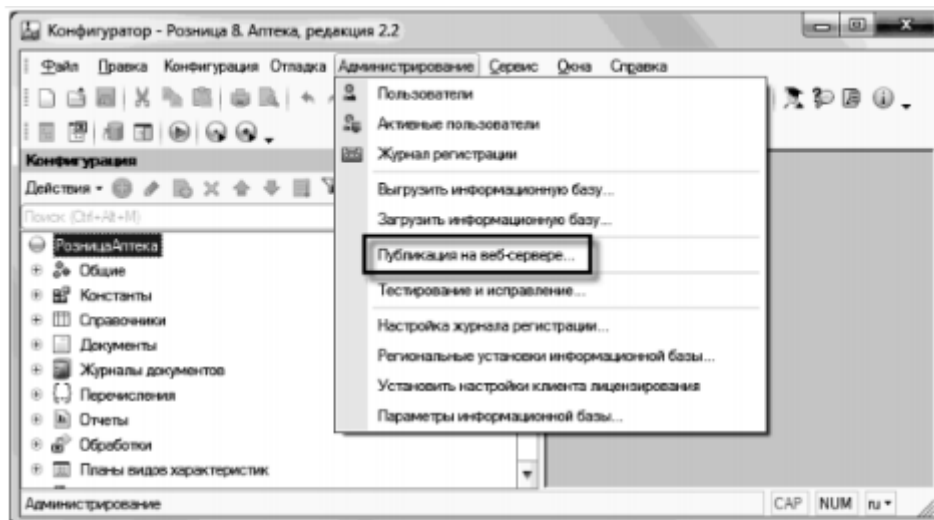 Конфигуратор - Розница 8. Аптека, редакция 2.2
Файл Правка Конфигурация Отладка Администрирование Сервис Окна Справка
Пользователи
Активные пользователи
Конфигурация
Журнал регистрации
Действия
Выгрузить информационную базу...
Поиск (Ctrl+Alt+M)
Загрузить информационную базу...
РозницаАптека
Публикация на веб-сервере...
Общие
Тестирование и исправление...
Константы
Справочники
Настройка журнала регистрации...
Документы
Региональные установки информационной базы...
Журналы документов
Установить настройки клиента лицензирования
Перечисления
Параметры информационной базы...
Отчеты
Обработки
Планы видов характеристик
Администрирование
CAP NUM ru